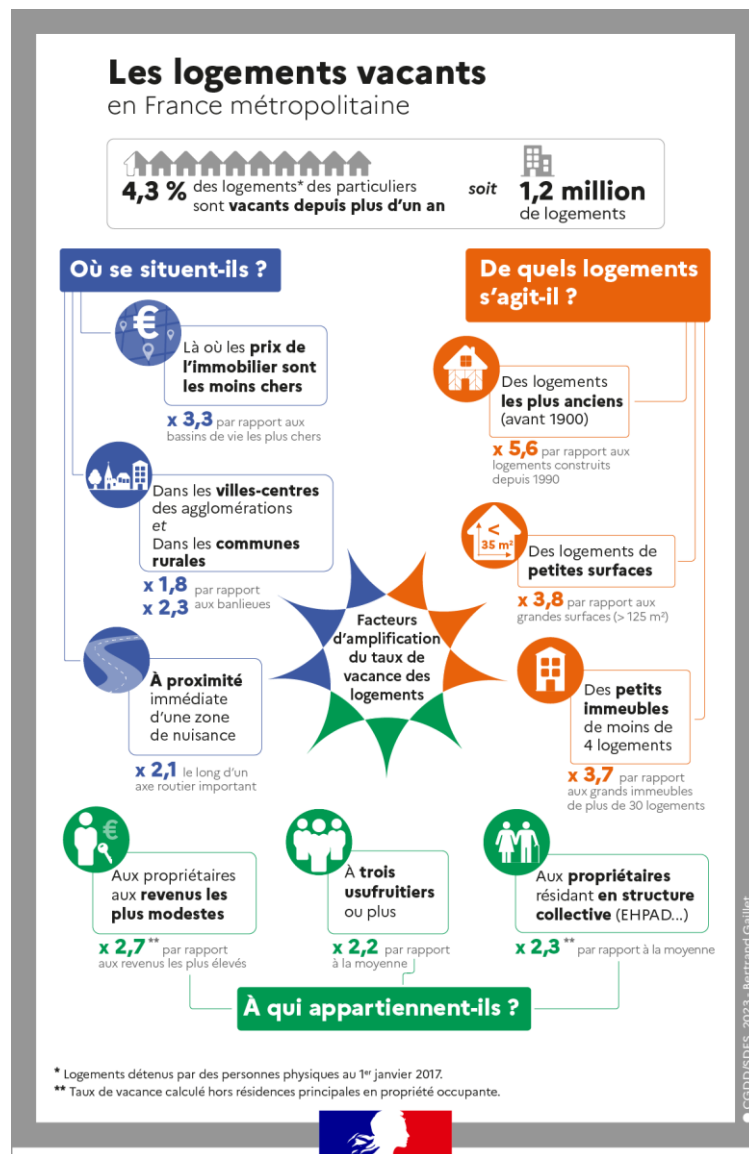 Les logements vacants
en France métropolitaine
4,3 % des logements* des particuliers
sont vacants depuis plus d'un an
soit
1,2 million
de logements
Où se situent-ils ?
€
Là où les prix de
l'immobilier sont
les moins chers
x 3,3 par rapport aux
bassins de vie les plus chers
Dans les villes-centres
des agglomérations
et
Dans les communes
rurales
x 1,8 par rapport
x 2,3 aux banlieues
À proximité
immédiate
d'une zone
de nuisance
x 2,1 le long d'un
axe routier important
De quels logements
s'agit-il ?
Des logements
les plus anciens
(avant 1900)
x 5,6 par rapport aux
logements construits
depuis 1990
<
35 m²
Des logements de
petites surfaces
x 3,8 par rapport aux
grandes surfaces (> 125 m²)
Des petits
immeubles
de moins de
4 logements
x 3,7 par rapport
aux grands immeubles
de plus de 30 logements
Facteurs
d'amplification
du taux de
vacance des
logements
€
Aux propriétaires
aux revenus les
plus modestes
x 2,7** par rapport
aux revenus les plus élevés
À trois
usufruitiers
ou plus
x 2,2 par rapport
à la moyenne
Aux propriétaires
résidant en structure
collective (EHPAD...)
x 2,3** par rapport à la moyenne
À qui appartiennent-ils ?
* Logements détenus par des personnes physiques au 1er janvier 2017.
** Taux de vacance calculé hors résidences principales en propriété occupante.
CGDD/SDES, 2023 - Bertrand Gaillet